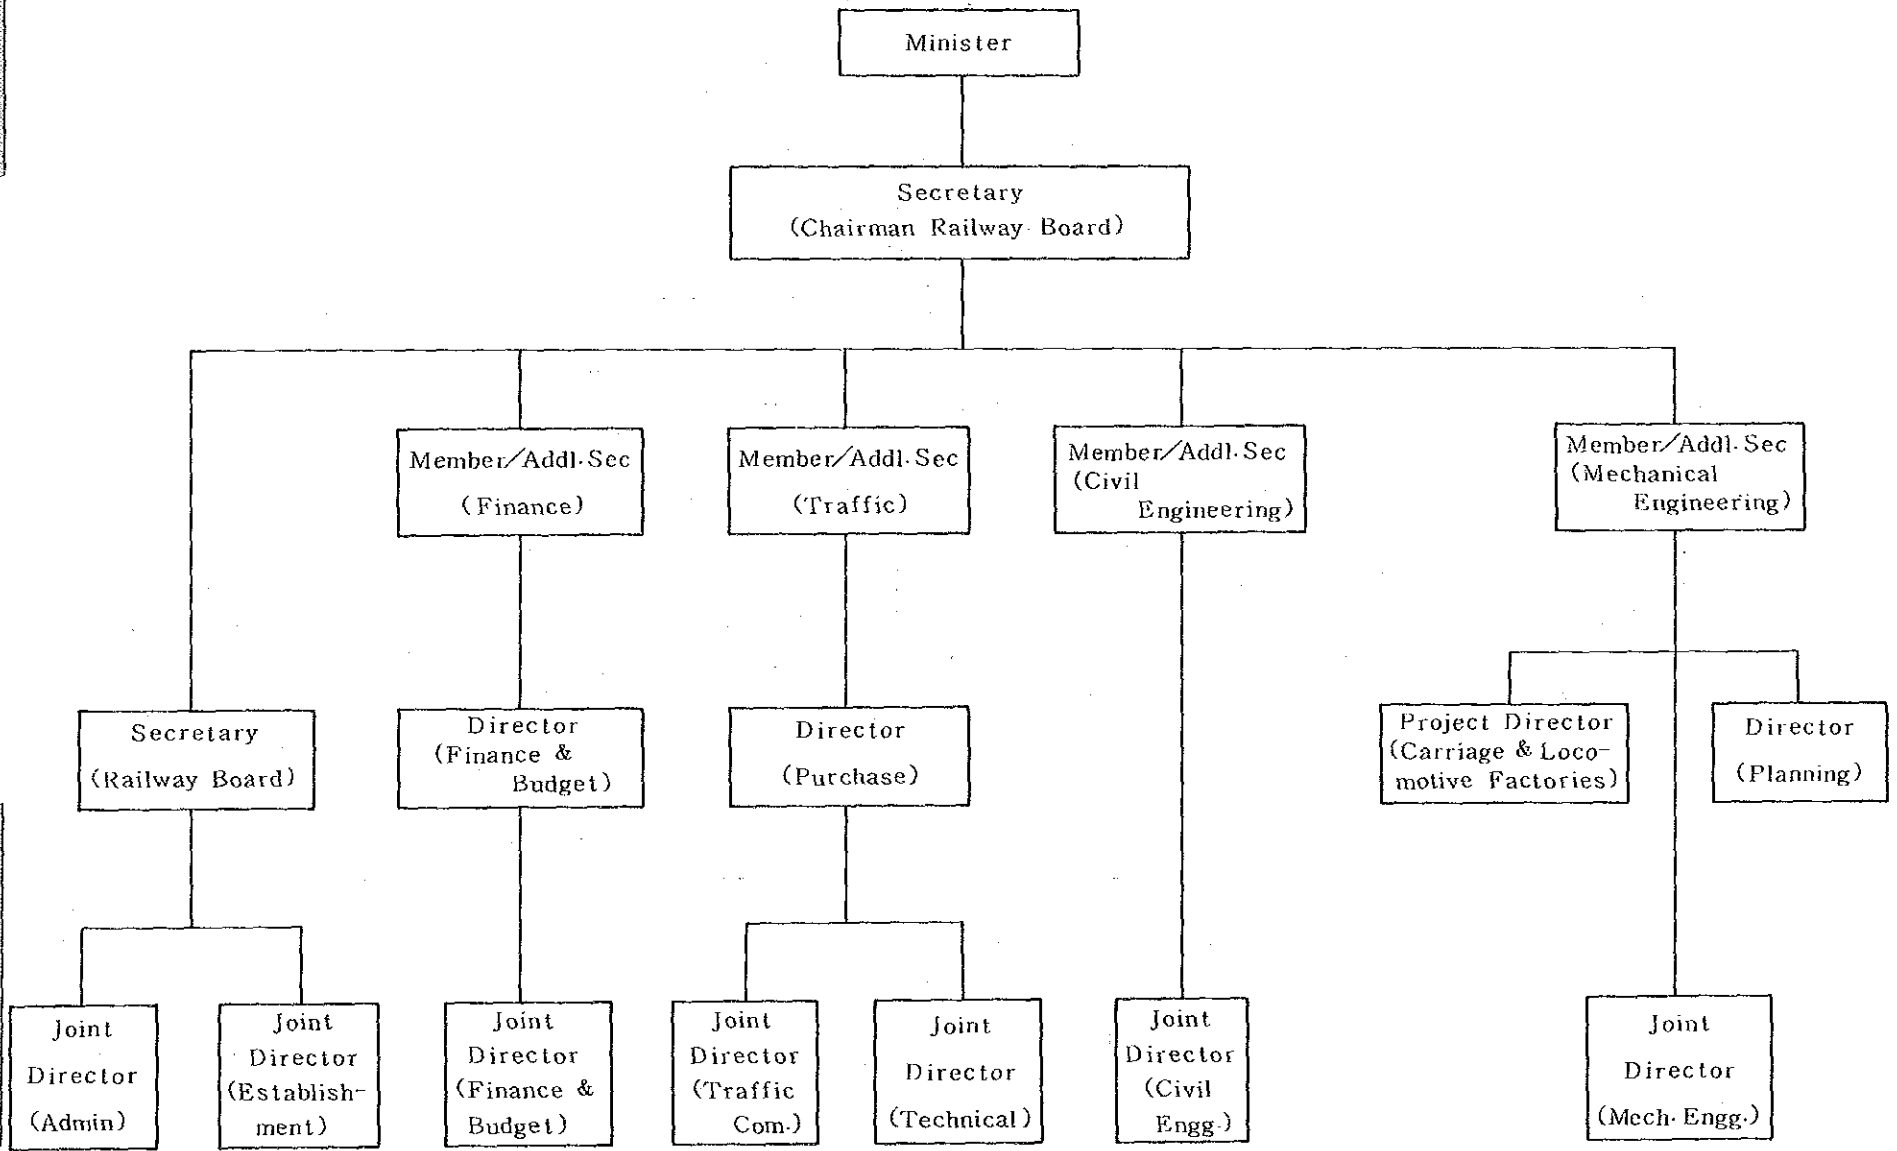 Minister
Secretary
(Chairman Railway Board)
Member/Addl.Sec
(Finance)
Member/Addl.Sec
(Traffic)
Member/Addl.Sec
(Civil
Engineering)
Member/Addl.Sec
(Mechanical
Engineering)
Secretary
(Railway Board)
Director
(Finance &
Budget)
Director
(Purchase)
Project Director
(Carriage & Loco-
motive Factories)
Director
(Planning)
Joint
Director
(Admin)
Joint
Director
(Establish-
ment)
Joint
Director
(Finance &
Budget)
Joint
Director
(Traffic
Com.)
Joint
Director
(Technical)
Joint
Director
(Civil
Engg.)
Joint
Director
(Mech. Engg.)